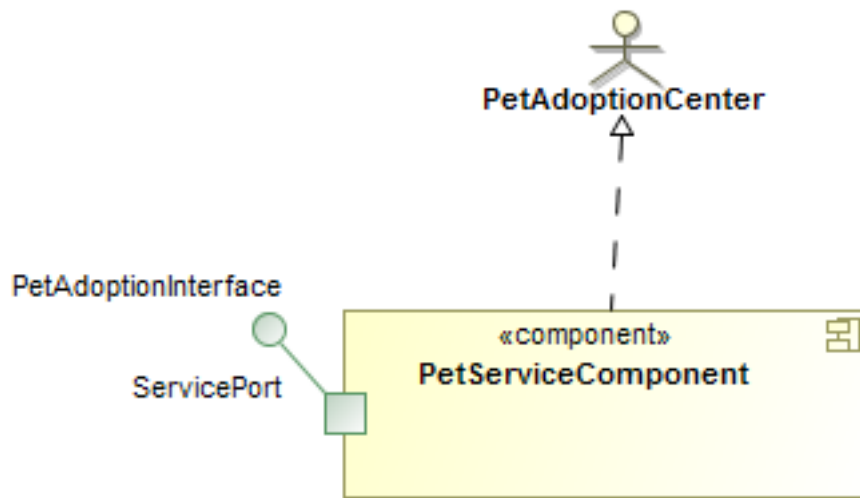 PetAdoptionCenter
PetAdoptionInterface
«component»
PetServiceComponent
ServicePort